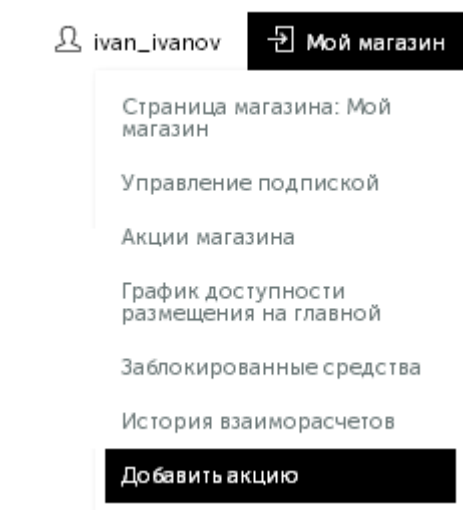 ivan_ivanov Мой магазин
Страница магазина: Мой
магазин
Управление подпиской
Акции магазина
График доступности
размещения на главной
Заблокированные средства
История взаиморасчетов
Добавить акцию